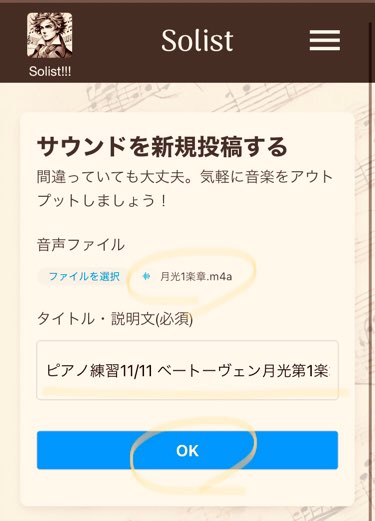 Solist
Solist!!!
サウンドを新規投稿する
間違っていても大丈夫。気軽に音楽をアウト
プットしましょう！
音声ファイル
ファイルを選択 月光1楽章.m4a
タイトル・説明文(必須)
ピアノ練習11/11 ベートーヴェン月光第1楽
OK